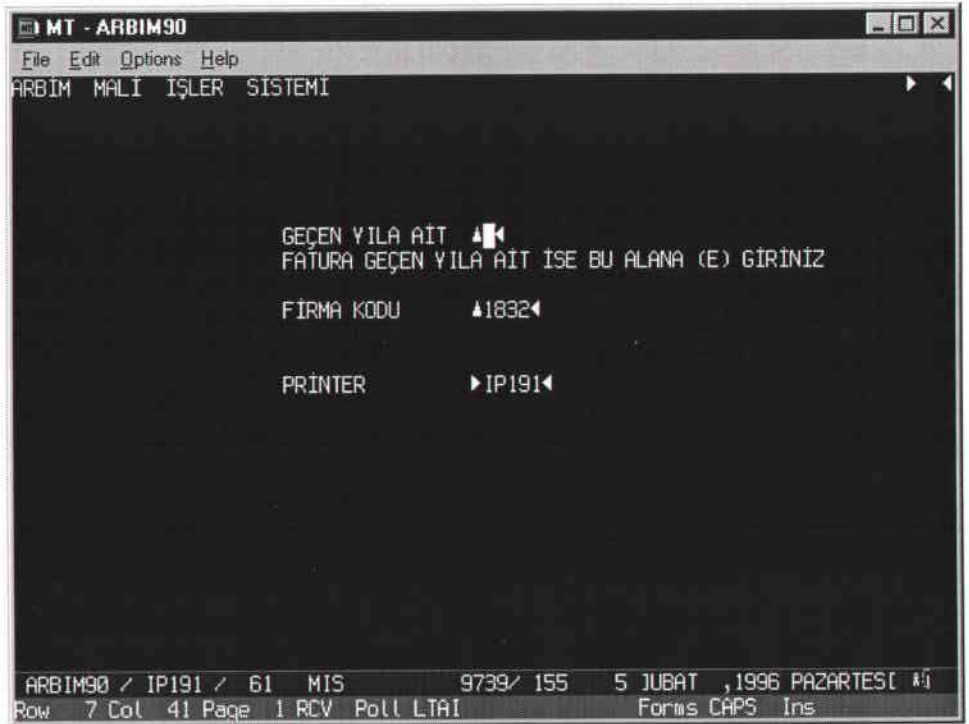 MT - ARBIM90
File Edit Options Help
ARBİM MALİ İŞLER SİSTEMİ
GEÇEN YILA AİT
FATURA GEÇEN YILA AİT İSE BU ALANA (E) GİRİNİZ
FİRMA KODU 1832
PRİNTER IP191
ARBIM90 / IP191 / 61 MIS 9739/ 155 5 JUBAT ,1996 PAZARTES[
Row 7 Col 41 Page 1 RCV Poll LTAI Forms CAPS Ins